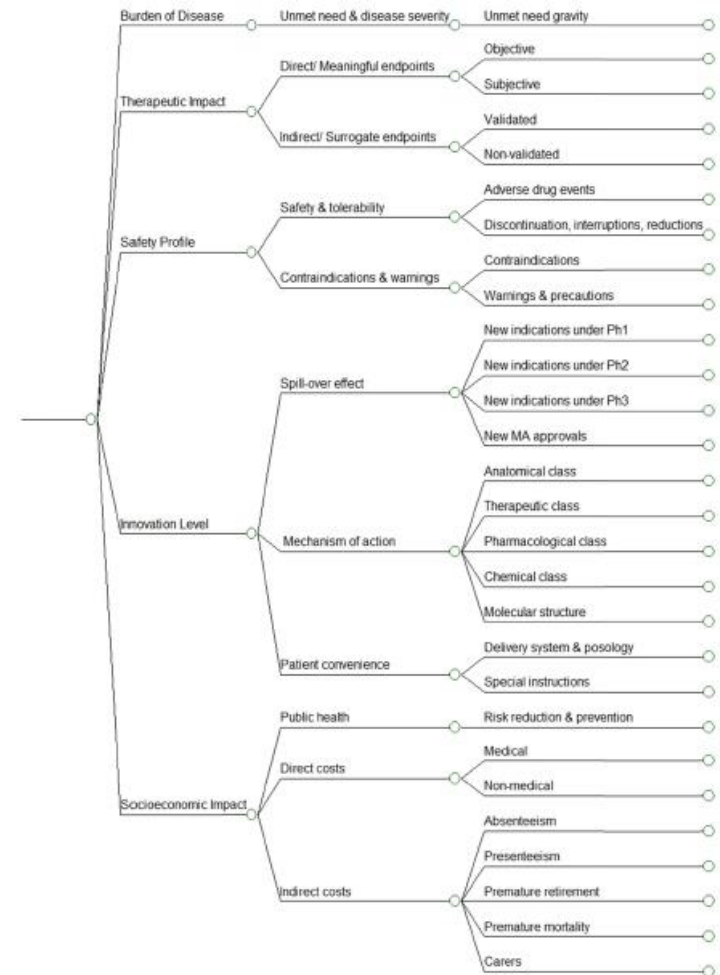 Burden of Disease
Unmet need & disease severity
Unmet need gravity
Therapeutic Impact
Direct/ Meaningful endpoints
Objective
Subjective
Indirect/ Surrogate endpoints
Validated
Non-validated
Safety Profile
Safety & tolerability
Adverse drug events
Discontinuation, interruptions, reductions
Contraindications & warnings
Contraindications
Warnings & precautions
Innovation Level
Spill-over effect
New indications under Ph1
New indications under Ph2
New indications under Ph3
New MA approvals
Mechanism of action
Anatomical class
Therapeutic class
Pharmacological class
Chemical class
Molecular structure
Patient convenience
Delivery system & posology
Special instructions
Socioeconomic Impact
Public health
Risk reduction & prevention
Direct costs
Medical
Non-medical
Indirect costs
Absenteeism
Presenteeism
Premature retirement
Premature mortality
Carers